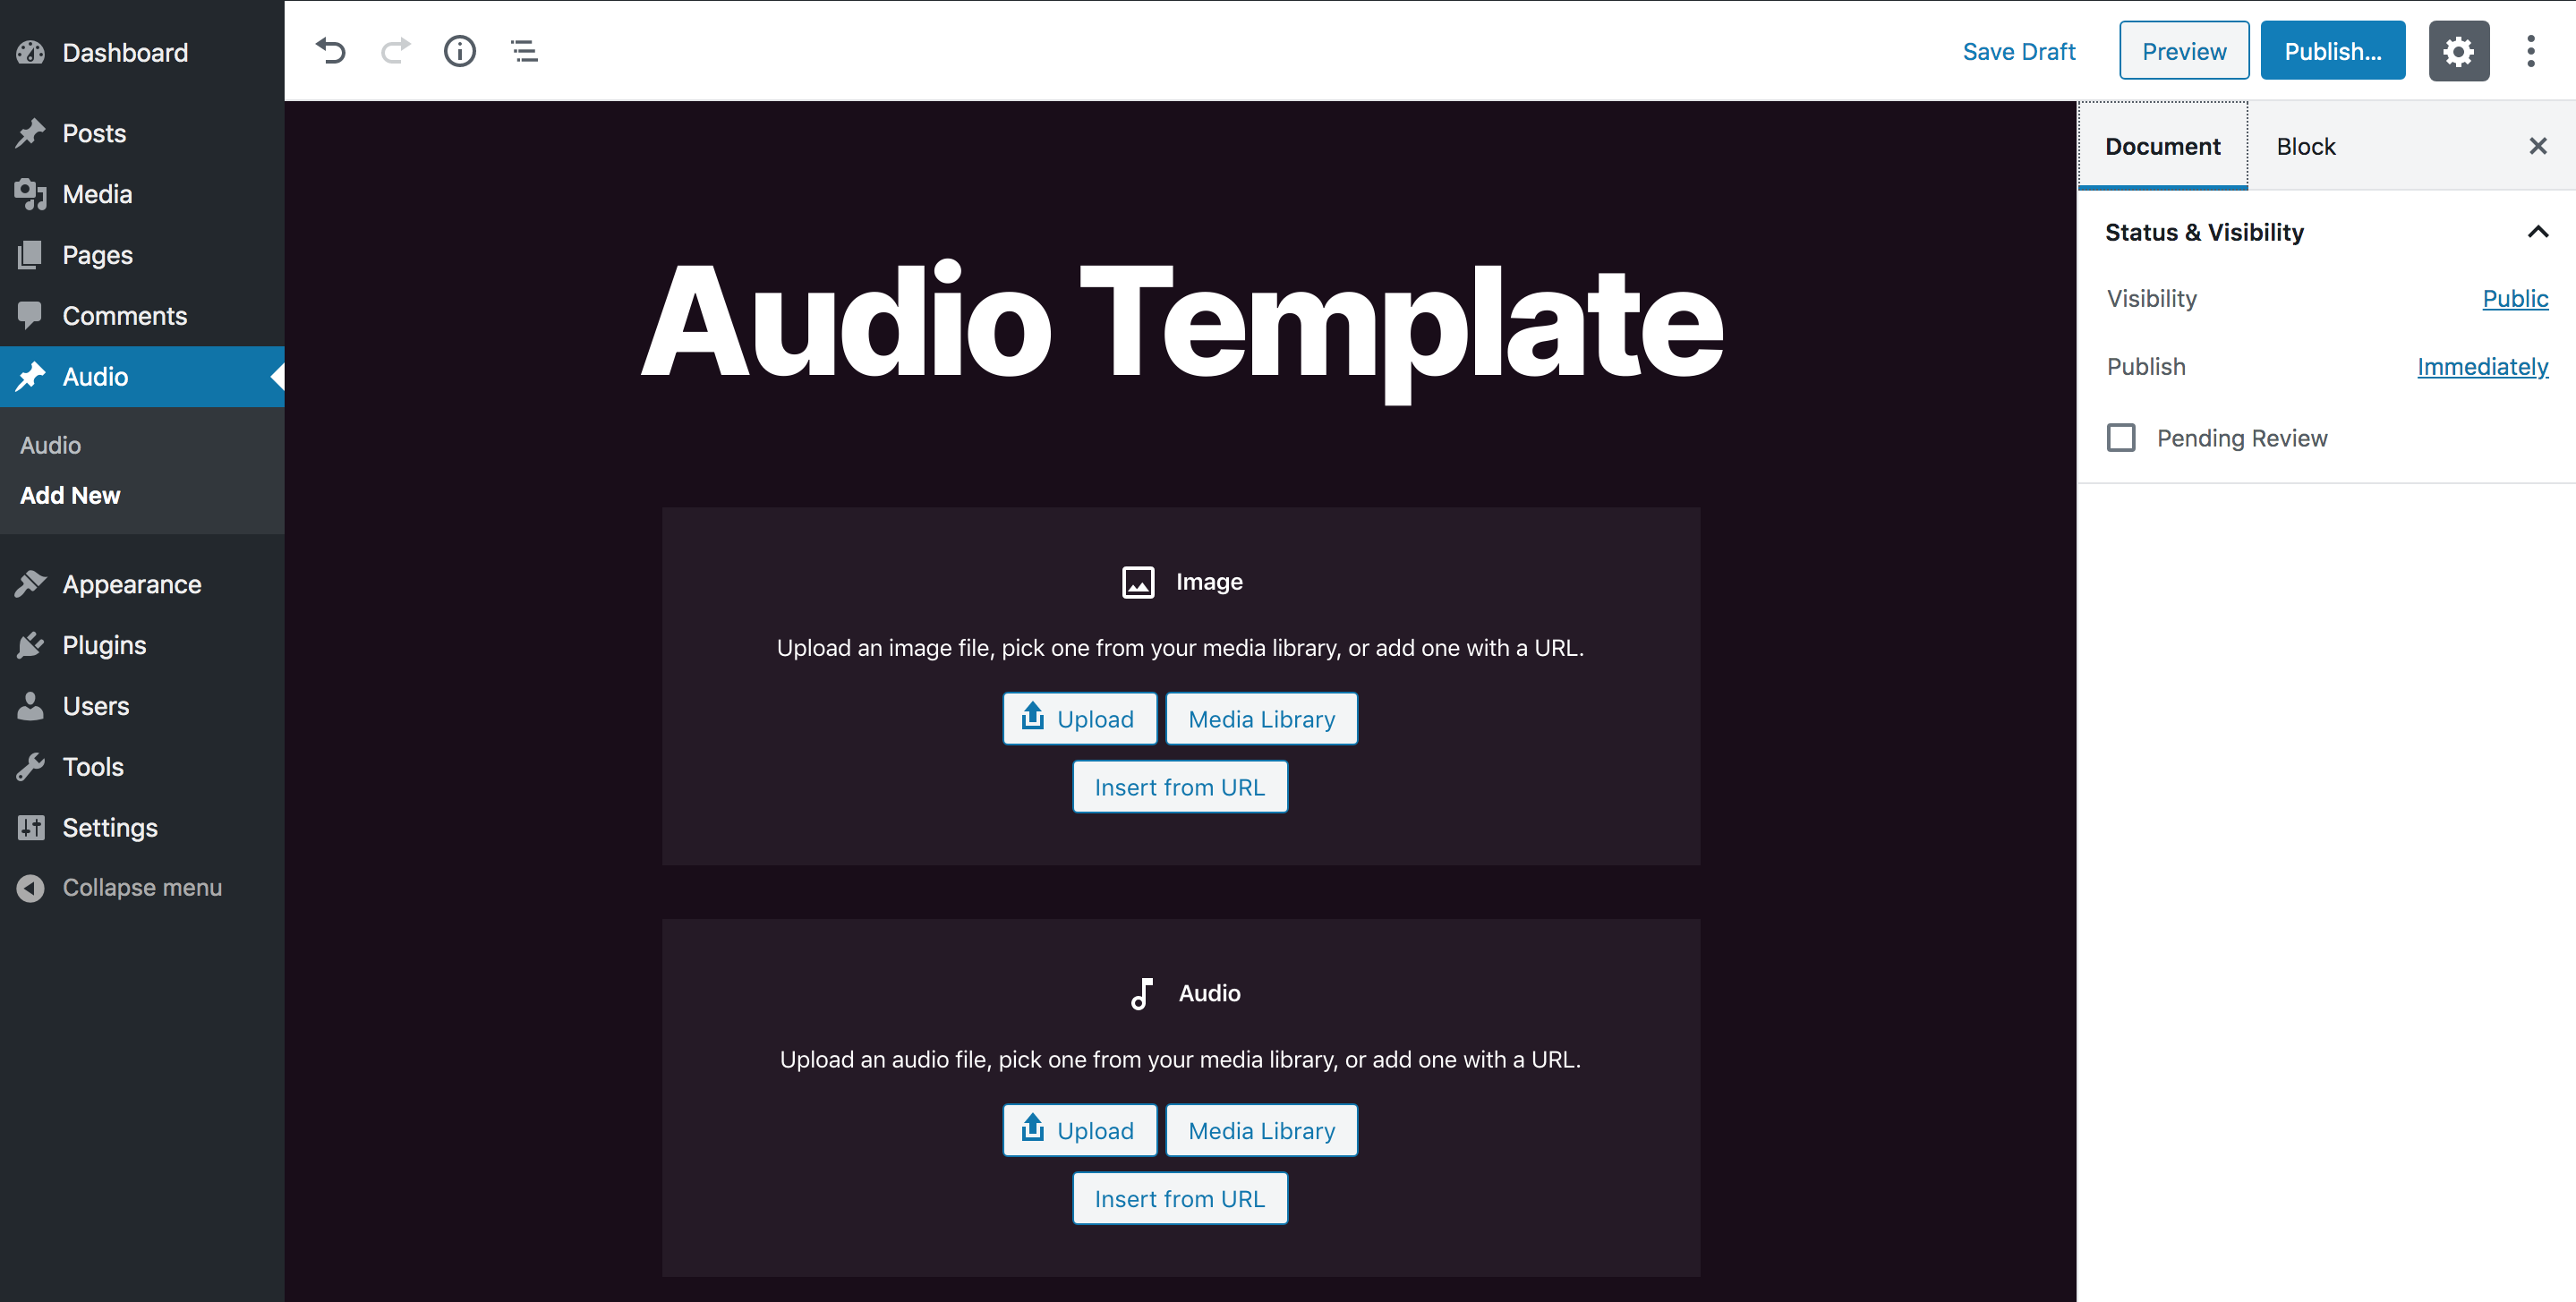 Dashboard
Posts
Media
Pages
Comments
Audio
Audio
Add New
Appearance
Plugins
Users
Tools
Settings
Collapse menu
Save Draft
Preview
Publish...
Audio Template
Image
Upload an image file, pick one from your media library, or add one with a URL.
Upload
Media Library
Insert from URL
Audio
Upload an audio file, pick one from your media library, or add one with a URL.
Upload
Media Library
Insert from URL
Document
Block
Status & Visibility
Visibility
Public
Publish
Immediately
Pending Review